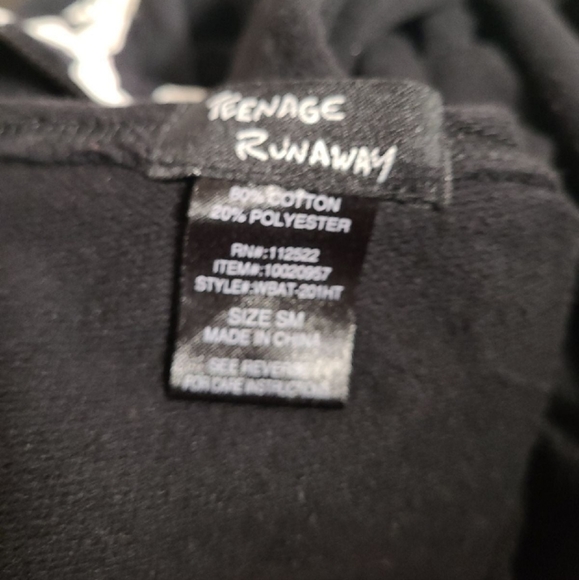 TEENAGE
RUNAWAY
80% COTTON
20% POLYESTER
RN#:112522
ITEM#:10020957
STYLE#:WBAT-201HT
SIZE SM
MADE IN CHINA
SEE REVERSE
FOR CARE INSTRUCTIONS